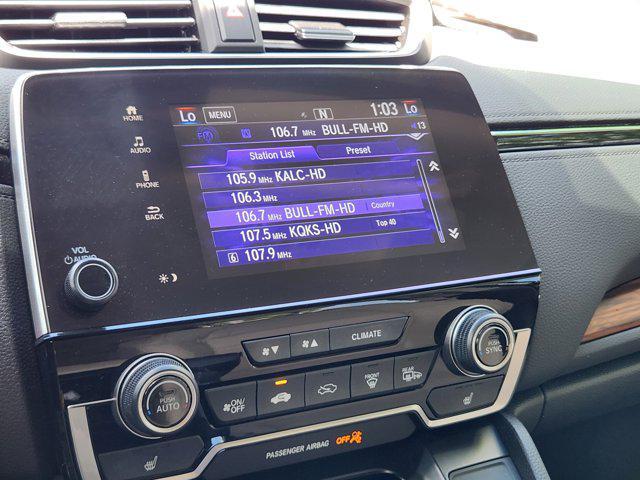 Lo MENU N 1:03 Lo
FM 106.7 MHz BULL-FM-HD 13
Station List Preset
105.9 MHz KALC-HD
106.3 MHz
106.7 MHz BULL-FM-HD Country
107.5 MHz KQKS-HD Top 40
6 107.9 MHz
HOME
AUDIO
PHONE
BACK
VOL
AUDIO
CLIMATE
PUSH
AUTO
ON/
OFF
FRONT
REAR
PUSH
SYNC
PASSENGER AIRBAG OFF